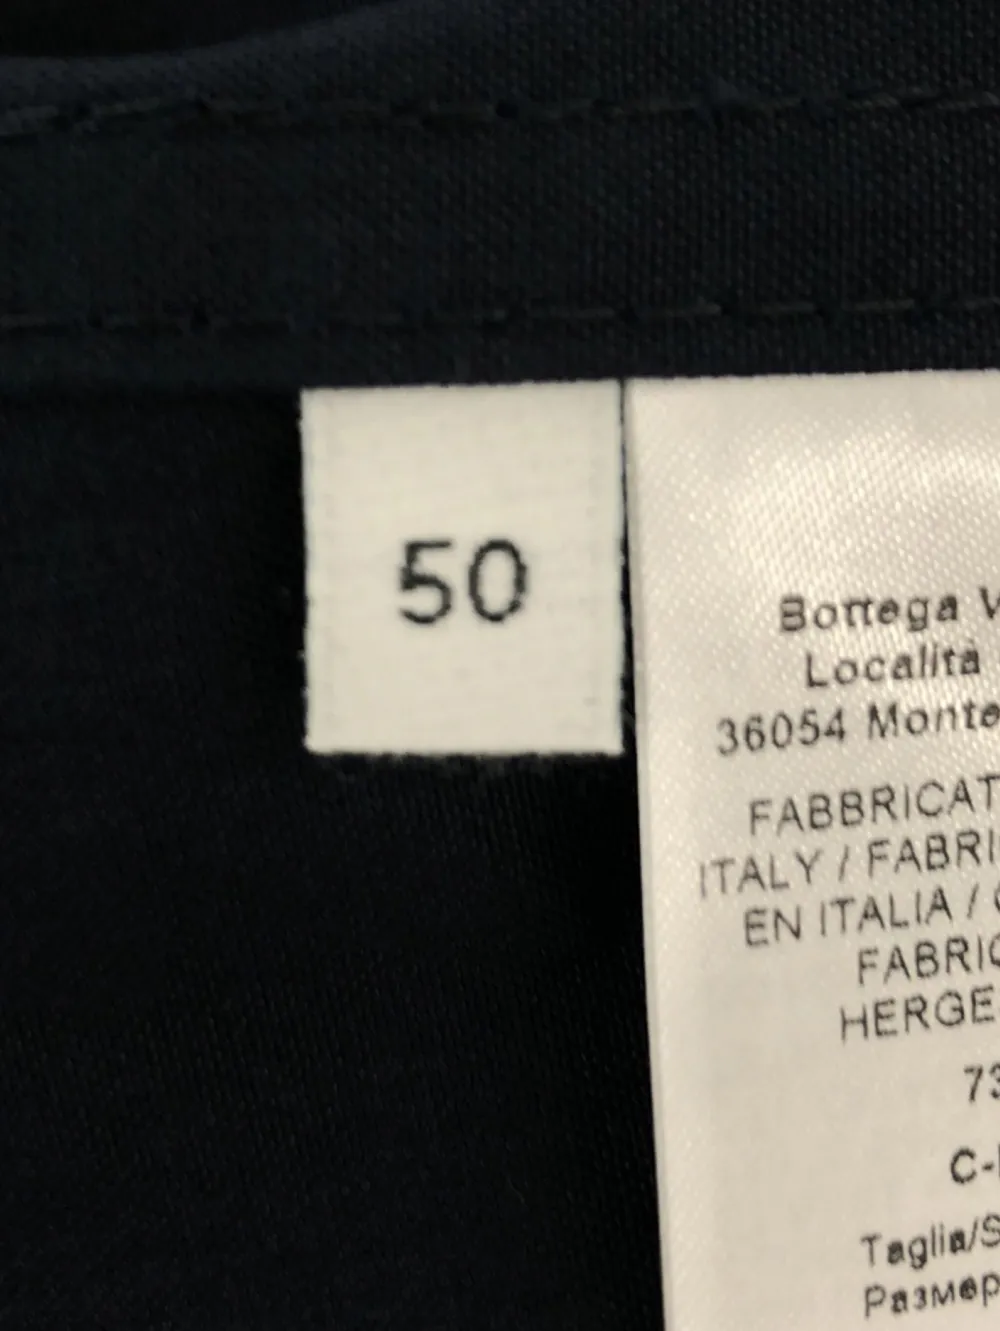 50
Bottega V
Località
36054 Monte
FABBRICAT
ITALY / FABRI
EN ITALIA /
FABRIC
HERGE
73
C-
Taglia/S
Размер